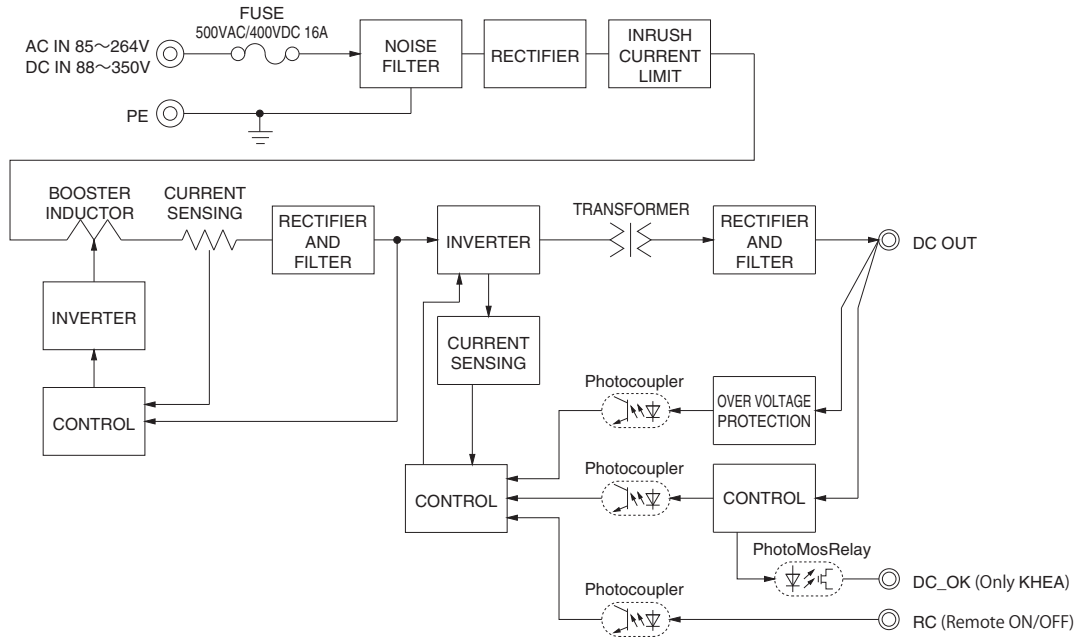 FUSE
500VAC/400VDC 16A
AC IN 85～264V
DC IN 88～350V
NOISE
FILTER
RECTIFIER
INRUSH
CURRENT
LIMIT
PE
BOOSTER
INDUCTOR
CURRENT
SENSING
RECTIFIER
AND
FILTER
INVERTER
TRANSFORMER
RECTIFIER
AND
FILTER
DC OUT
INVERTER
CURRENT
SENSING
CONTROL
Photocoupler
OVER VOLTAGE
PROTECTION
Photocoupler
CONTROL
CONTROL
PhotoMosRelay
DC_OK (Only KHEA)
Photocoupler
RC (Remote ON/OFF)